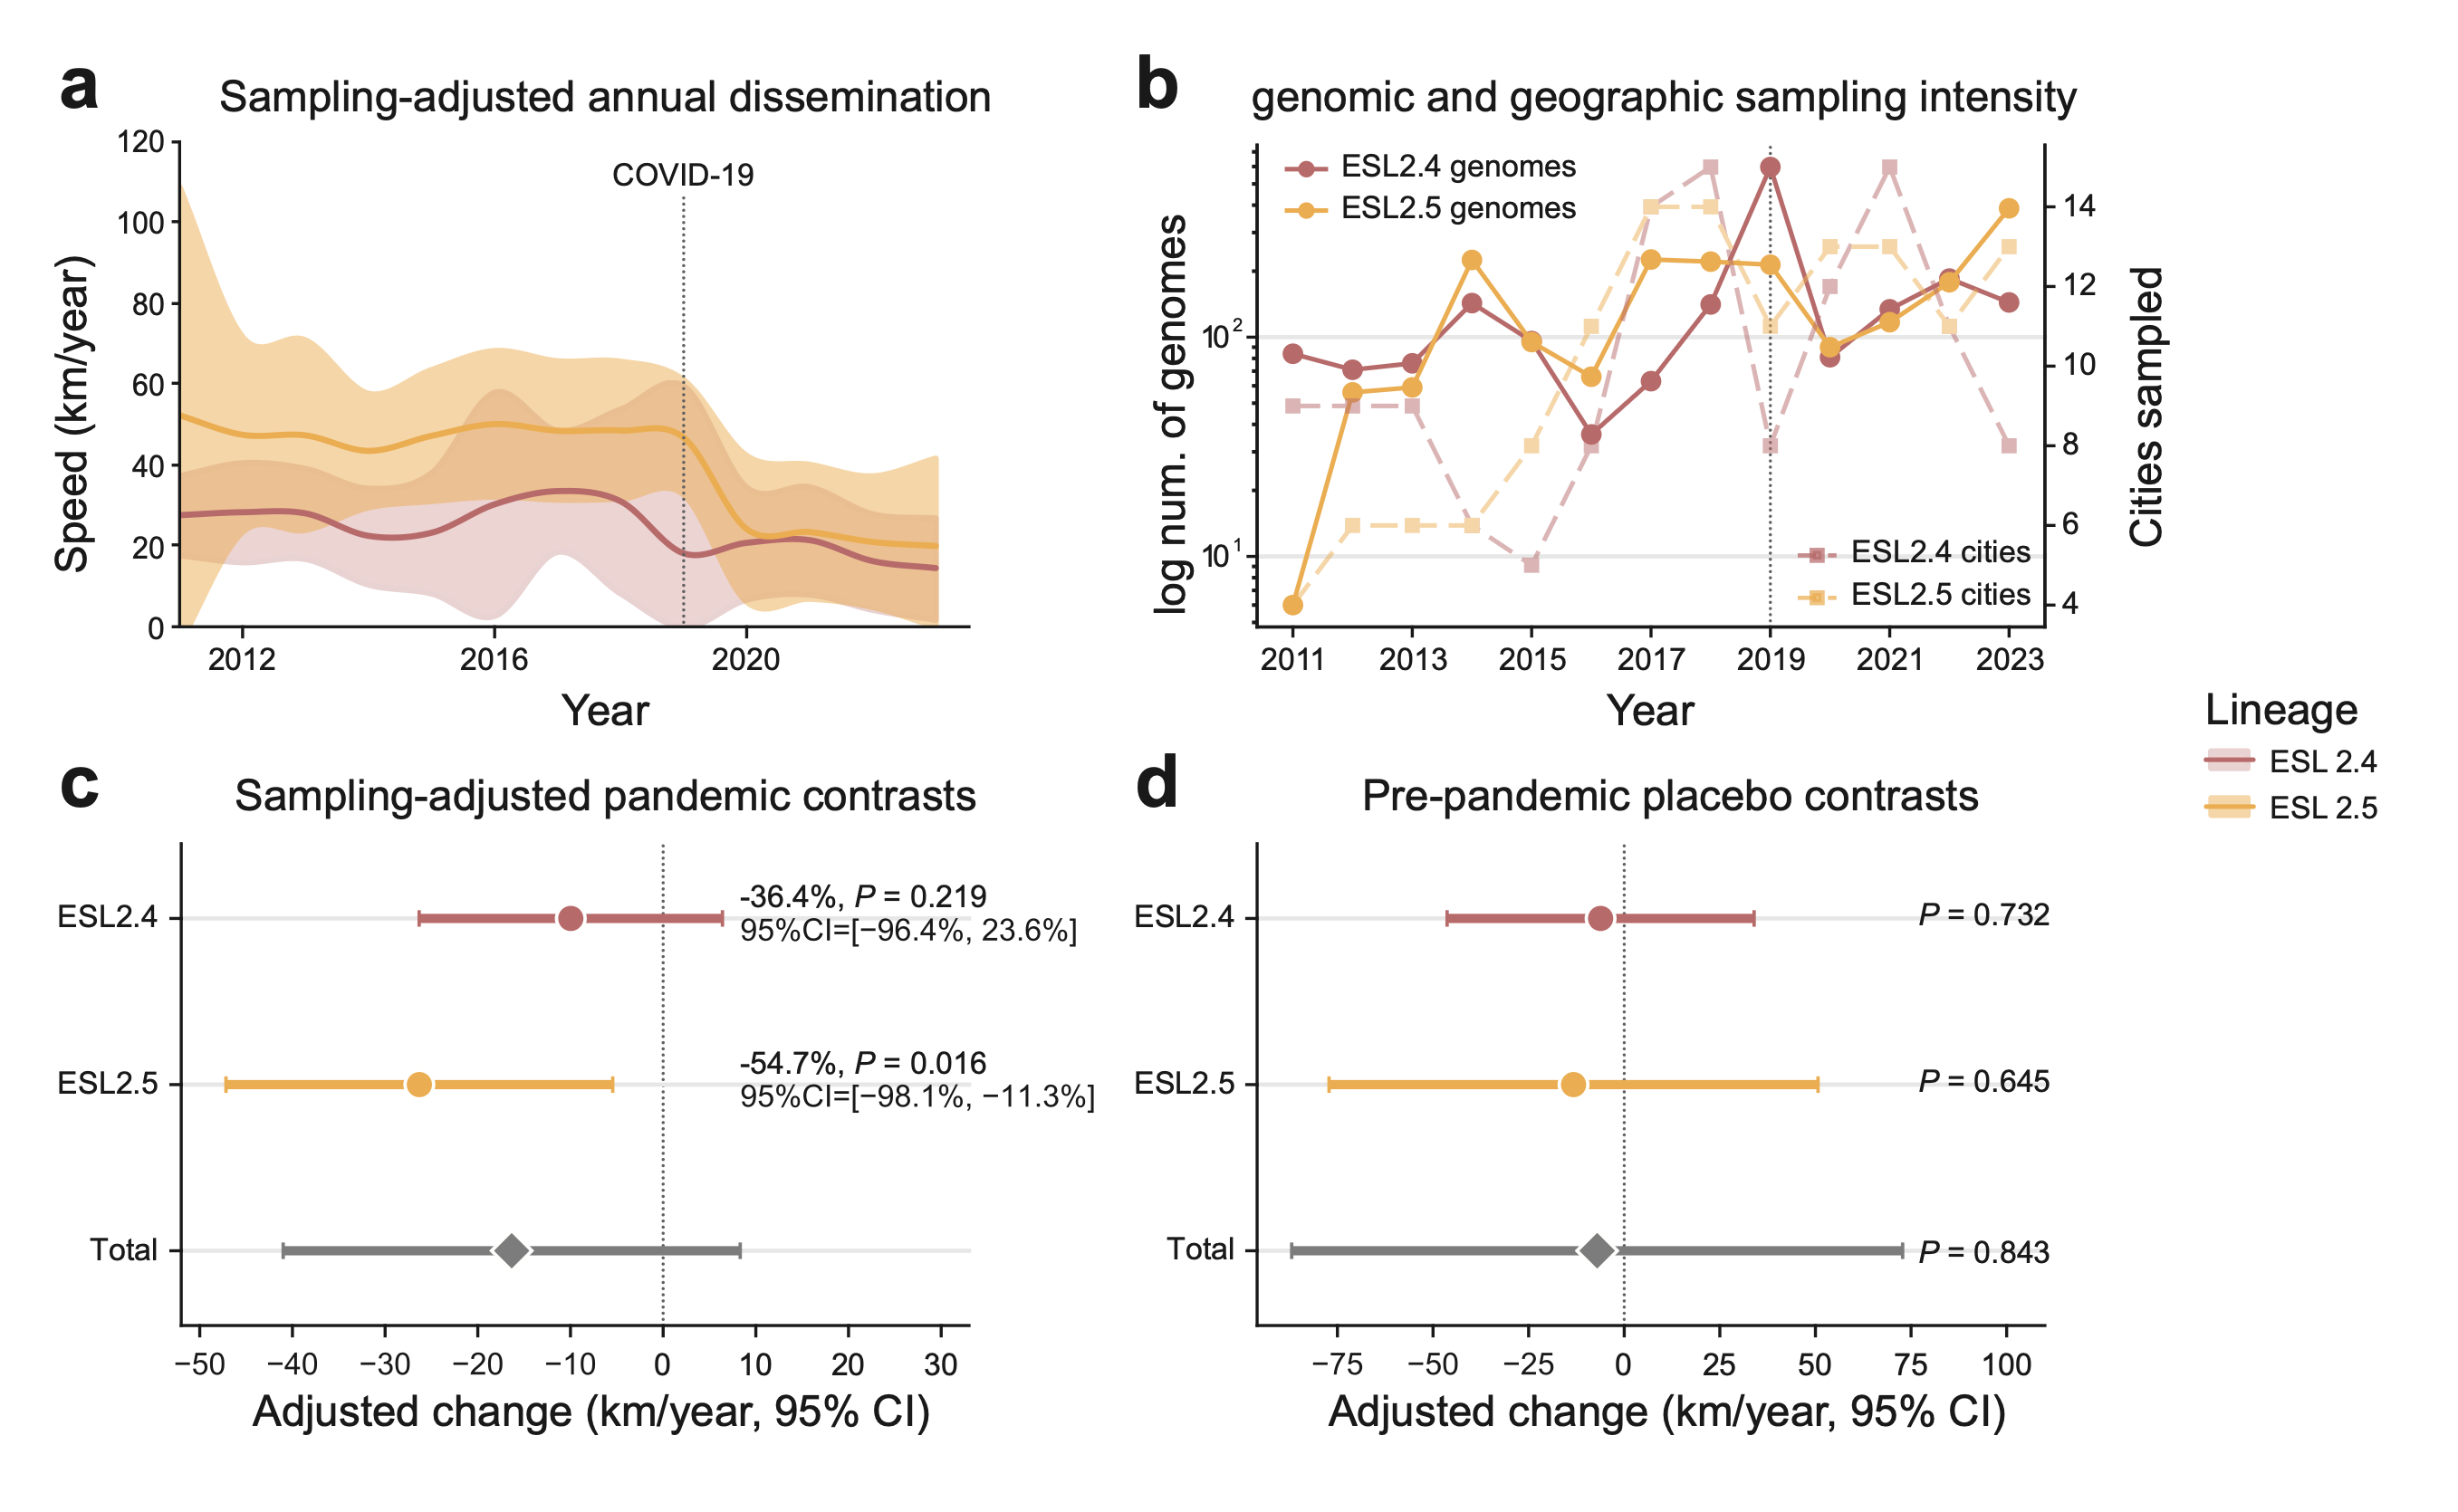 a
Sampling-adjusted annual dissemination
120
100
80
60
40
20
0
Speed (km/year)
COVID-19
2012
2016
2020
Year
b
genomic and geographic sampling intensity
ESL2.4 genomes
ESL2.5 genomes
log num. of genomes
10²
10¹
14
12
10
8
6
4
Cities sampled
ESL2.4 cities
ESL2.5 cities
2011
2013
2015
2017
2019
2021
2023
Year
Lineage
ESL 2.4
ESL 2.5
c
Sampling-adjusted pandemic contrasts
ESL2.4
-36.4%, P = 0.219
95%CI=[−96.4%, 23.6%]
ESL2.5
-54.7%, P = 0.016
95%CI=[−98.1%, −11.3%]
Total
−50
−40
−30
−20
−10
0
10
20
30
Adjusted change (km/year, 95% CI)
d
Pre-pandemic placebo contrasts
ESL2.4
P = 0.732
ESL2.5
P = 0.645
Total
P = 0.843
−75
−50
−25
0
25
50
75
100
Adjusted change (km/year, 95% CI)